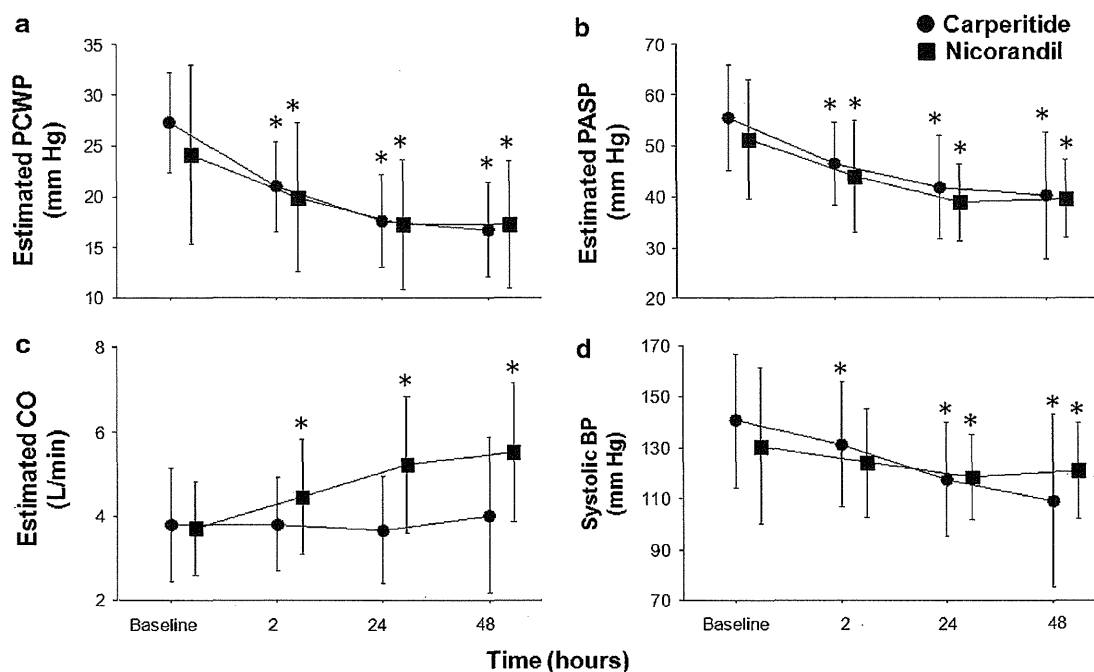 a
b
● Carperitide
■ Nicorandil
Estimated PCWP
(mm Hg)
35
30
25
20
15
10
* * * * * *
Estimated PASP
(mm Hg)
70
60
50
40
30
20
* * * * * *
c
d
Estimated CO
(L/min)
8
6
4
2
* * *
Baseline 2 24 48
Systolic BP
(mm Hg)
170
150
130
110
90
70
* * * * *
Baseline 2 24 48
Time (hours)